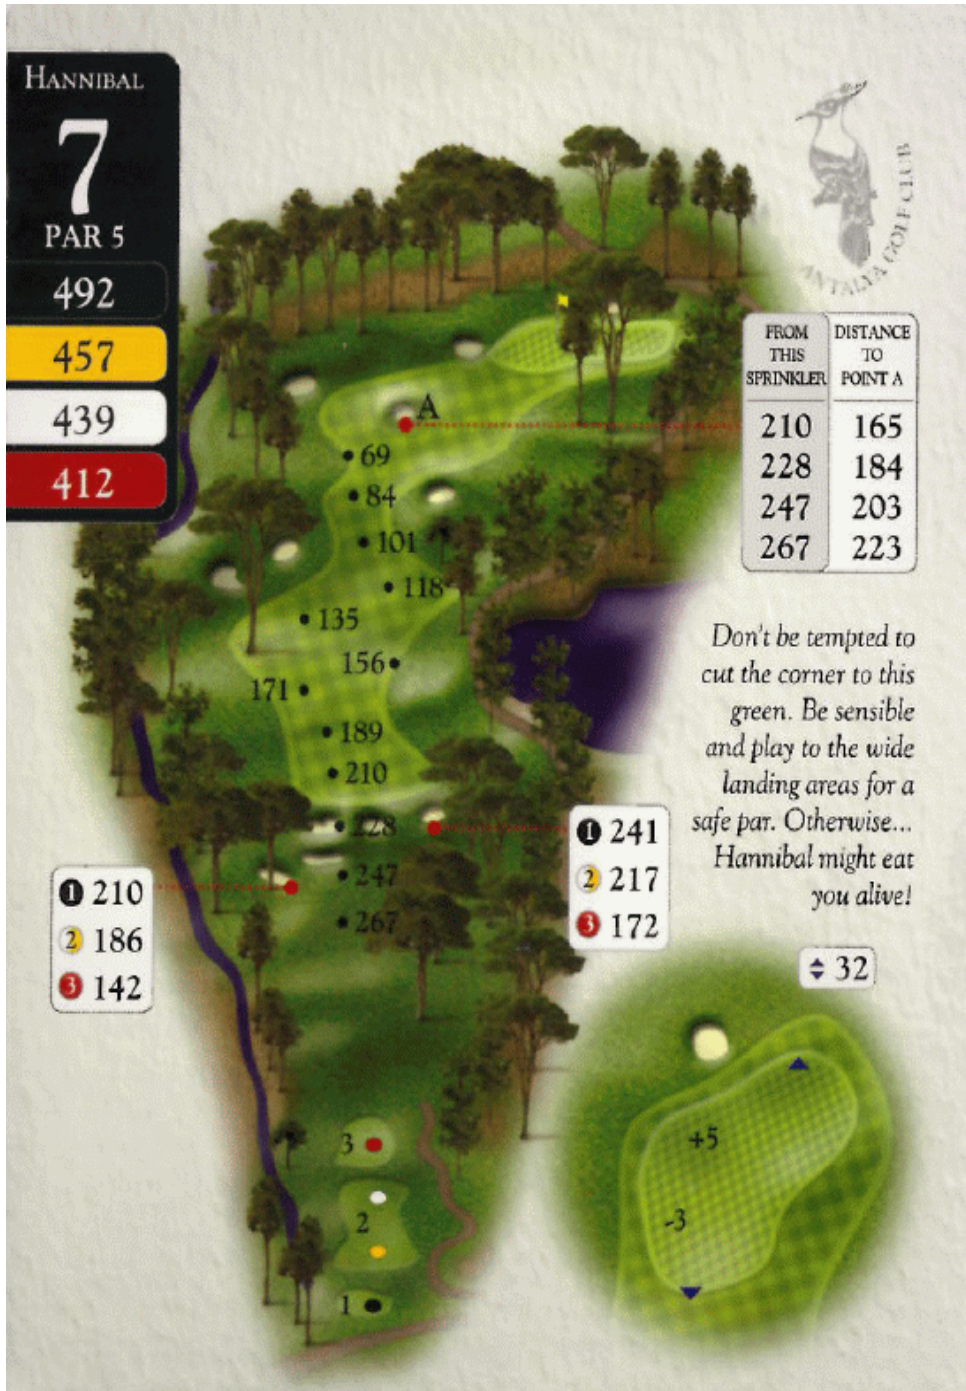 HANNIBAL
7
PAR 5
492
457
439
412
ANTALYA GOLF CLUB
FROM
THIS
SPRINKLER
DISTANCE
TO
POINT A
210 165
228 184
247 203
267 223
A
69
84
101
118
135
156
171
189
210
228
247
267
Don't be tempted to
cut the corner to this
green. Be sensible
and play to the wide
landing areas for a
safe par. Otherwise...
Hannibal might eat
you alive!
1 241
2 217
3 172
1 210
2 186
3 142
32
+5
-3
3
2
1